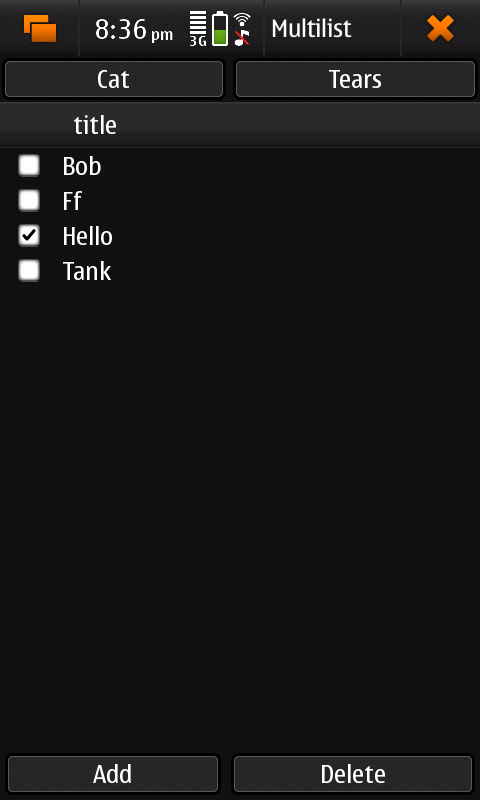 8:36 pm 3G Multilist
Cat Tears
title
Bob
Ff
Hello
Tank
Add Delete